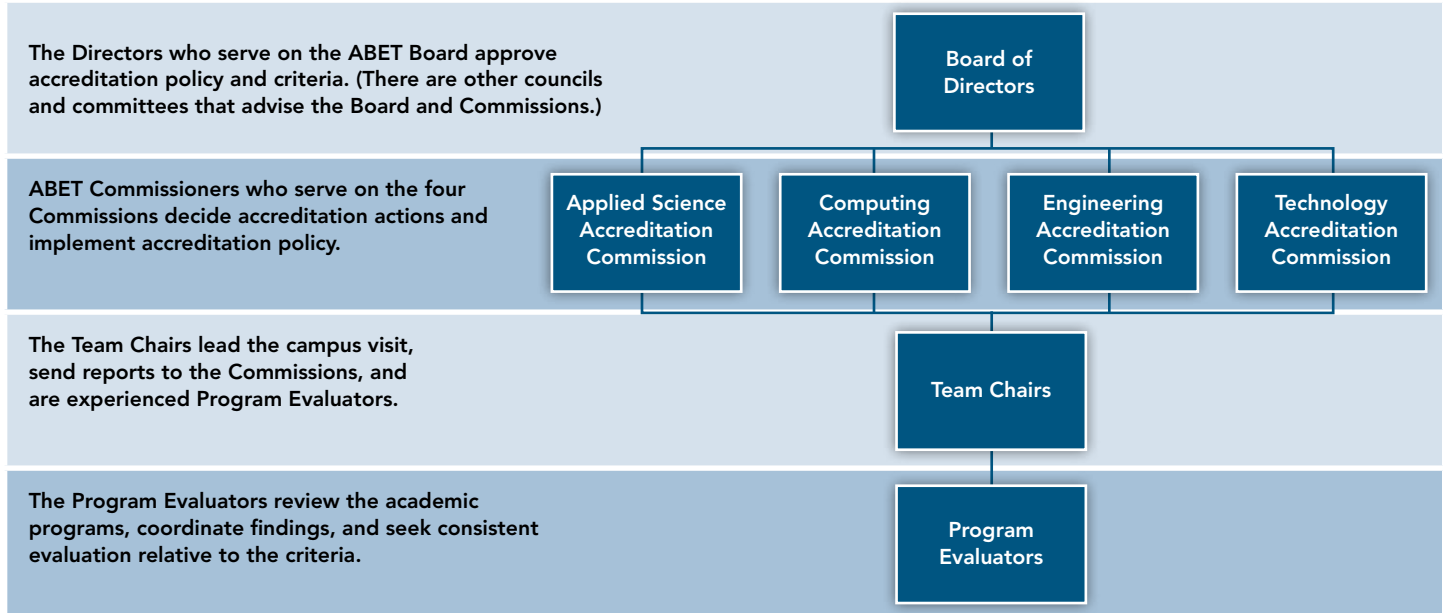 The Directors who serve on the ABET Board approve
accreditation policy and criteria. (There are other councils
and committees that advise the Board and Commissions.)
Board of
Directors
ABET Commissioners who serve on the four
Commissions decide accreditation actions and
implement accreditation policy.
Applied Science
Accreditation
Commission
Computing
Accreditation
Commission
Engineering
Accreditation
Commission
Technology
Accreditation
Commission
The Team Chairs lead the campus visit,
send reports to the Commissions, and
are experienced Program Evaluators.
Team Chairs
The Program Evaluators review the academic
programs, coordinate findings, and seek consistent
evaluation relative to the criteria.
Program
Evaluators